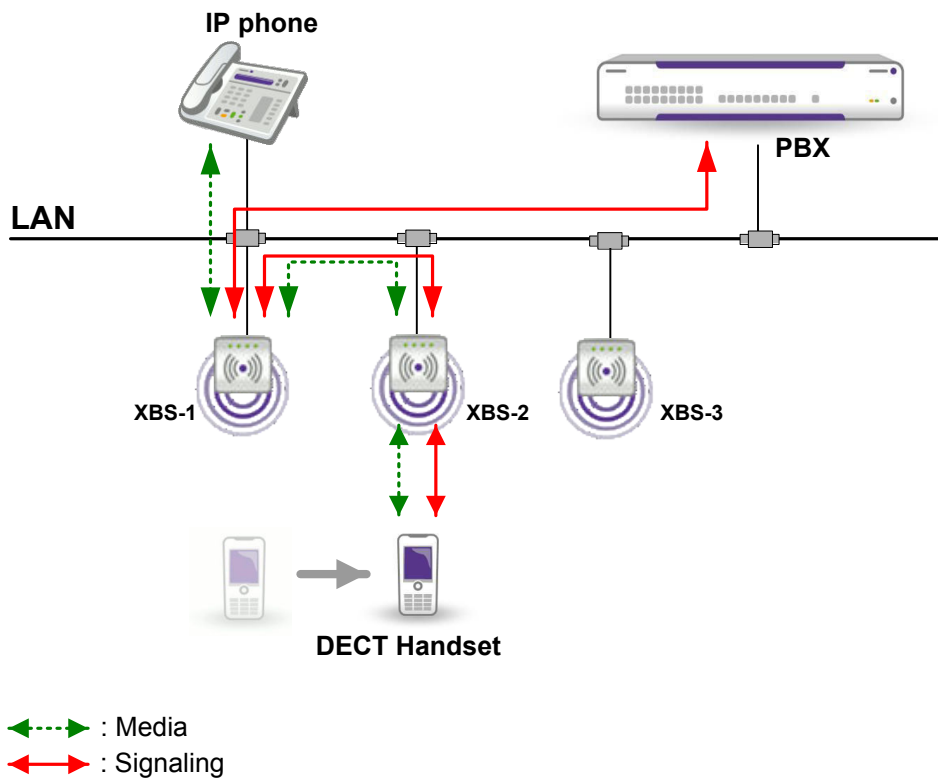 IP phone
PBX
LAN
XBS-1
XBS-2
XBS-3
DECT Handset
: Media
: Signaling